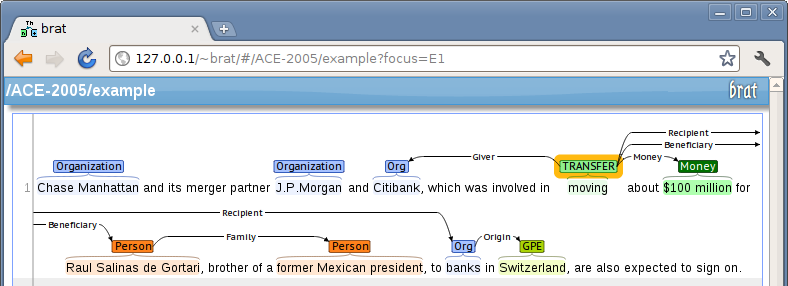 brat
127.0.0.1/~brat/#/ACE-2005/example?focus=E1
/ACE-2005/example brat
Recipient
Beneficiary
Organization Organization Org Giver TRANSFER Money Money
1 Chase Manhattan and its merger partner J.P.Morgan and Citibank, which was involved in moving about $100 million for
Recipient
Beneficiary
Person Family Person Org Origin GPE
Raul Salinas de Gortari, brother of a former Mexican president, to banks in Switzerland, are also expected to sign on.